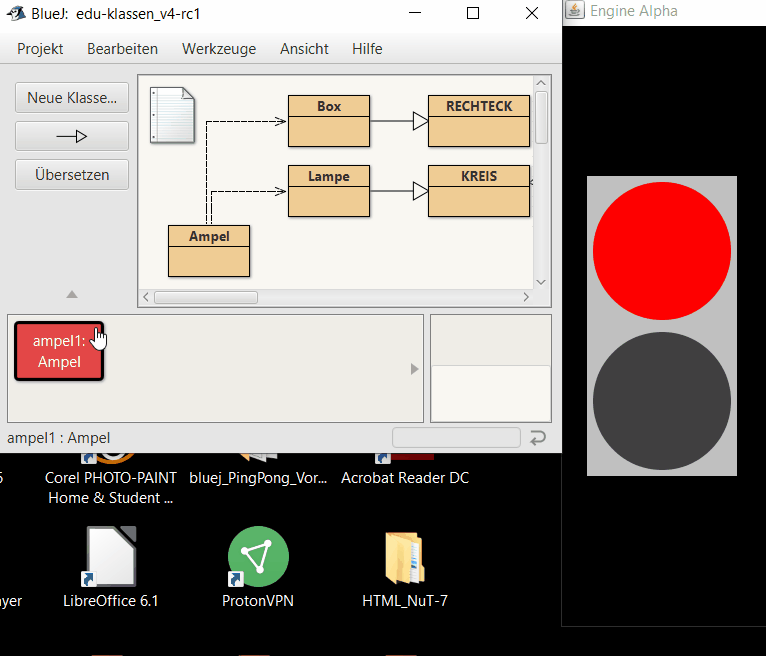 BlueJ: edu-klassen_v4-rc1
Engine Alpha
Projekt Bearbeiten Werkzeuge Ansicht Hilfe
Neue Klasse...
Übersetzen
Box
RECHTECK
Lampe
KREIS
Ampel
ampel1:
Ampel
ampel1 : Ampel
5
Corel PHOTO-PAINT
Home & Student ...
bluej_PingPong_Vor...
Acrobat Reader DC
ayer
LibreOffice 6.1
ProtonVPN
HTML_NuT-7